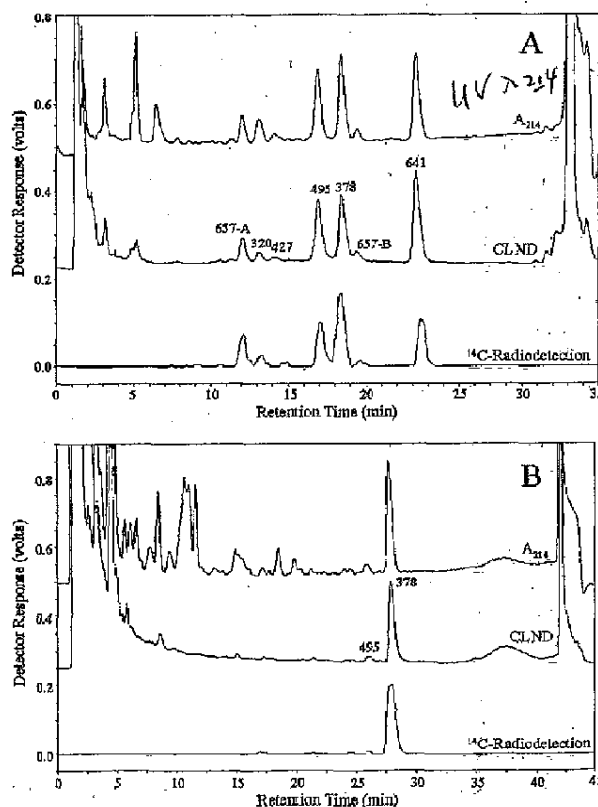 A
UV λ 214
A214
641
495 378
657-A
320 427
657-B
CLND
14C-Radiodetection
Detector Response (volts)
0.8
0.6
0.4
0.2
0.0
0 5 10 15 20 25 30 35
Retention Time (min)
B
A214
378
495
CLND
14C-Radiodetection
Detector Response (volts)
0.8
0.6
0.4
0.2
0.0
0 5 10 15 20 25 30 35 40 45
Retention Time (min)